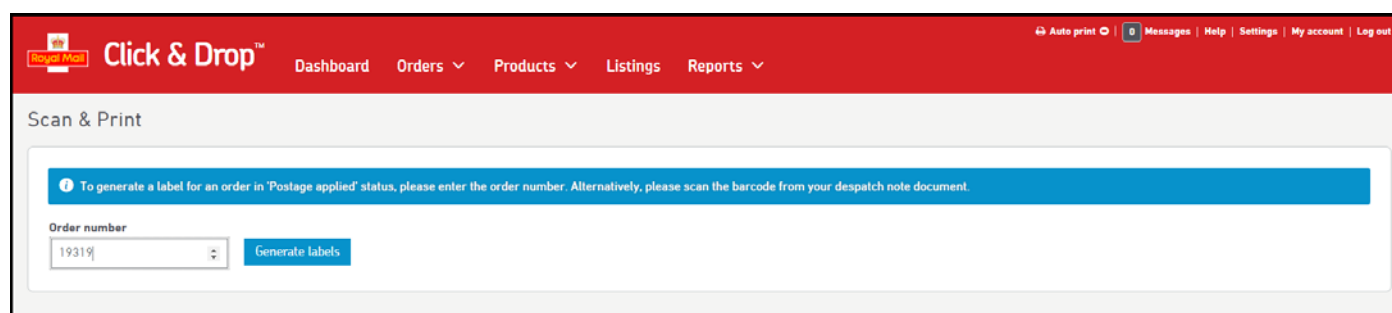 Auto print | 0 Messages | Help | Settings | My account | Log out
Royal Mail Click & Drop™ Dashboard Orders Products Listings Reports
Scan & Print
To generate a label for an order in 'Postage applied' status, please enter the order number. Alternatively, please scan the barcode from your despatch note document.
Order number
19319 Generate labels